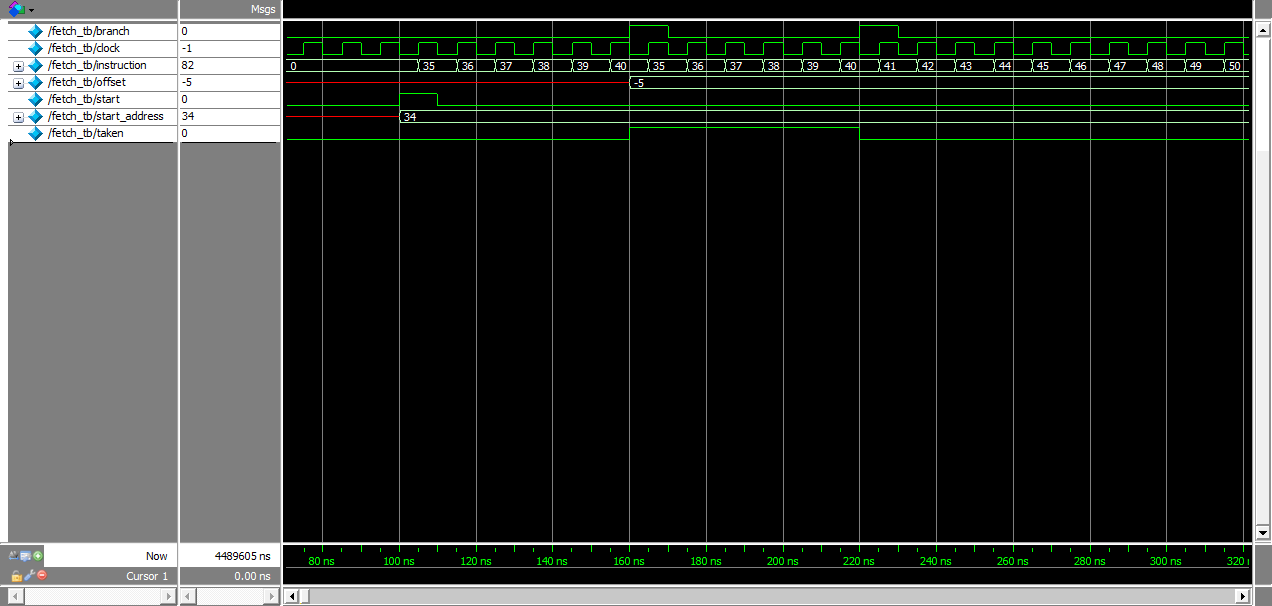 Msgs
/fetch_tb/branch 0
/fetch_tb/clock -1
/fetch_tb/instruction 82 0 35 36 37 38 39 40 35 36 37 38 39 40 41 42 43 44 45 46 47 48 49 50
/fetch_tb/offset -5 -5
/fetch_tb/start 0
/fetch_tb/start_address 34 34
/fetch_tb/taken 0
Now 4489605 ns 80 ns 100 ns 120 ns 140 ns 160 ns 180 ns 200 ns 220 ns 240 ns 260 ns 280 ns 300 ns 320
Cursor 1 0.00 ns